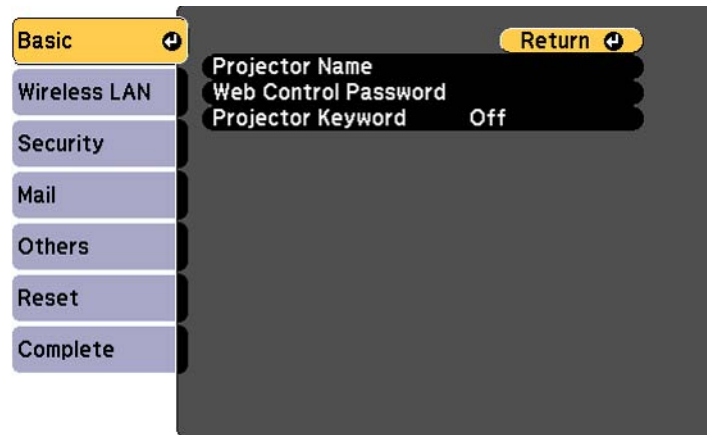 Basic
Wireless LAN
Security
Mail
Others
Reset
Complete
Return
Projector Name
Web Control Password
Projector Keyword Off